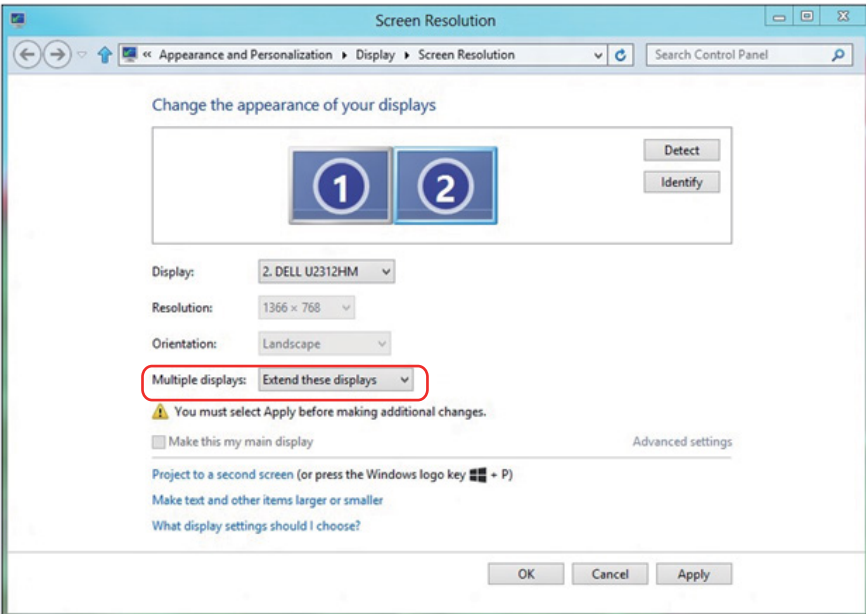 Screen Resolution
« Appearance and Personalization Display Screen Resolution
Search Control Panel
Change the appearance of your displays
1 2
Detect
Identify
Display: 2. DELL U2312HM
Resolution: 1366 × 768
Orientation: Landscape
Multiple displays: Extend these displays
You must select Apply before making additional changes.
Make this my main display
Advanced settings
Project to a second screen (or press the Windows logo key + P)
Make text and other items larger or smaller
What display settings should I choose?
OK Cancel Apply